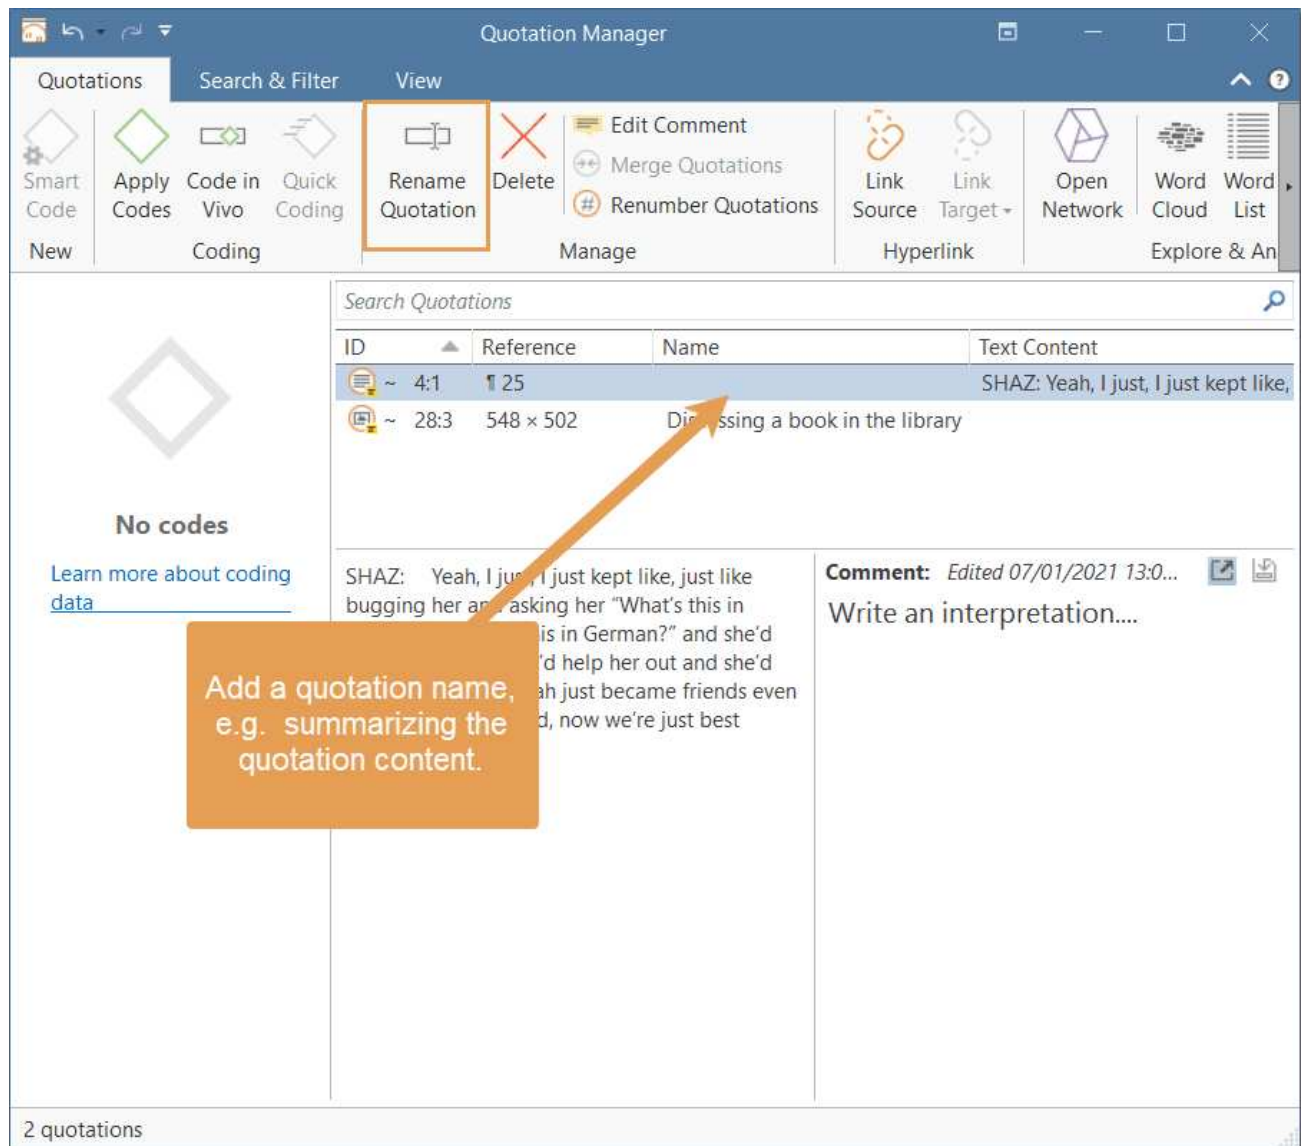 Quotation Manager
Quotations Search & Filter View
Smart Code
Apply Codes
Code in Vivo
Quick Coding
Rename Quotation
Delete
Edit Comment
Merge Quotations
Renumber Quotations
Link Source
Link Target
Open Network
Word Cloud
Word List
New Coding Manage Hyperlink Explore & An
Search Quotations
ID Reference Name Text Content
~ 4:1 ¶ 25 SHAZ: Yeah, I just, I just kept like,
~ 28:3 548 × 502 Dis ssing a book in the library
No codes
Learn more about coding
data
SHAZ: Yeah, I jus I just kept like, just like
bugging her a asking her “What's this in
is in German?” and she'd
'd help her out and she'd
ah just became friends even
d, now we're just best
Comment: Edited 07/01/2021 13:0...
Write an interpretation....
Add a quotation name,
e.g. summarizing the
quotation content.
2 quotations